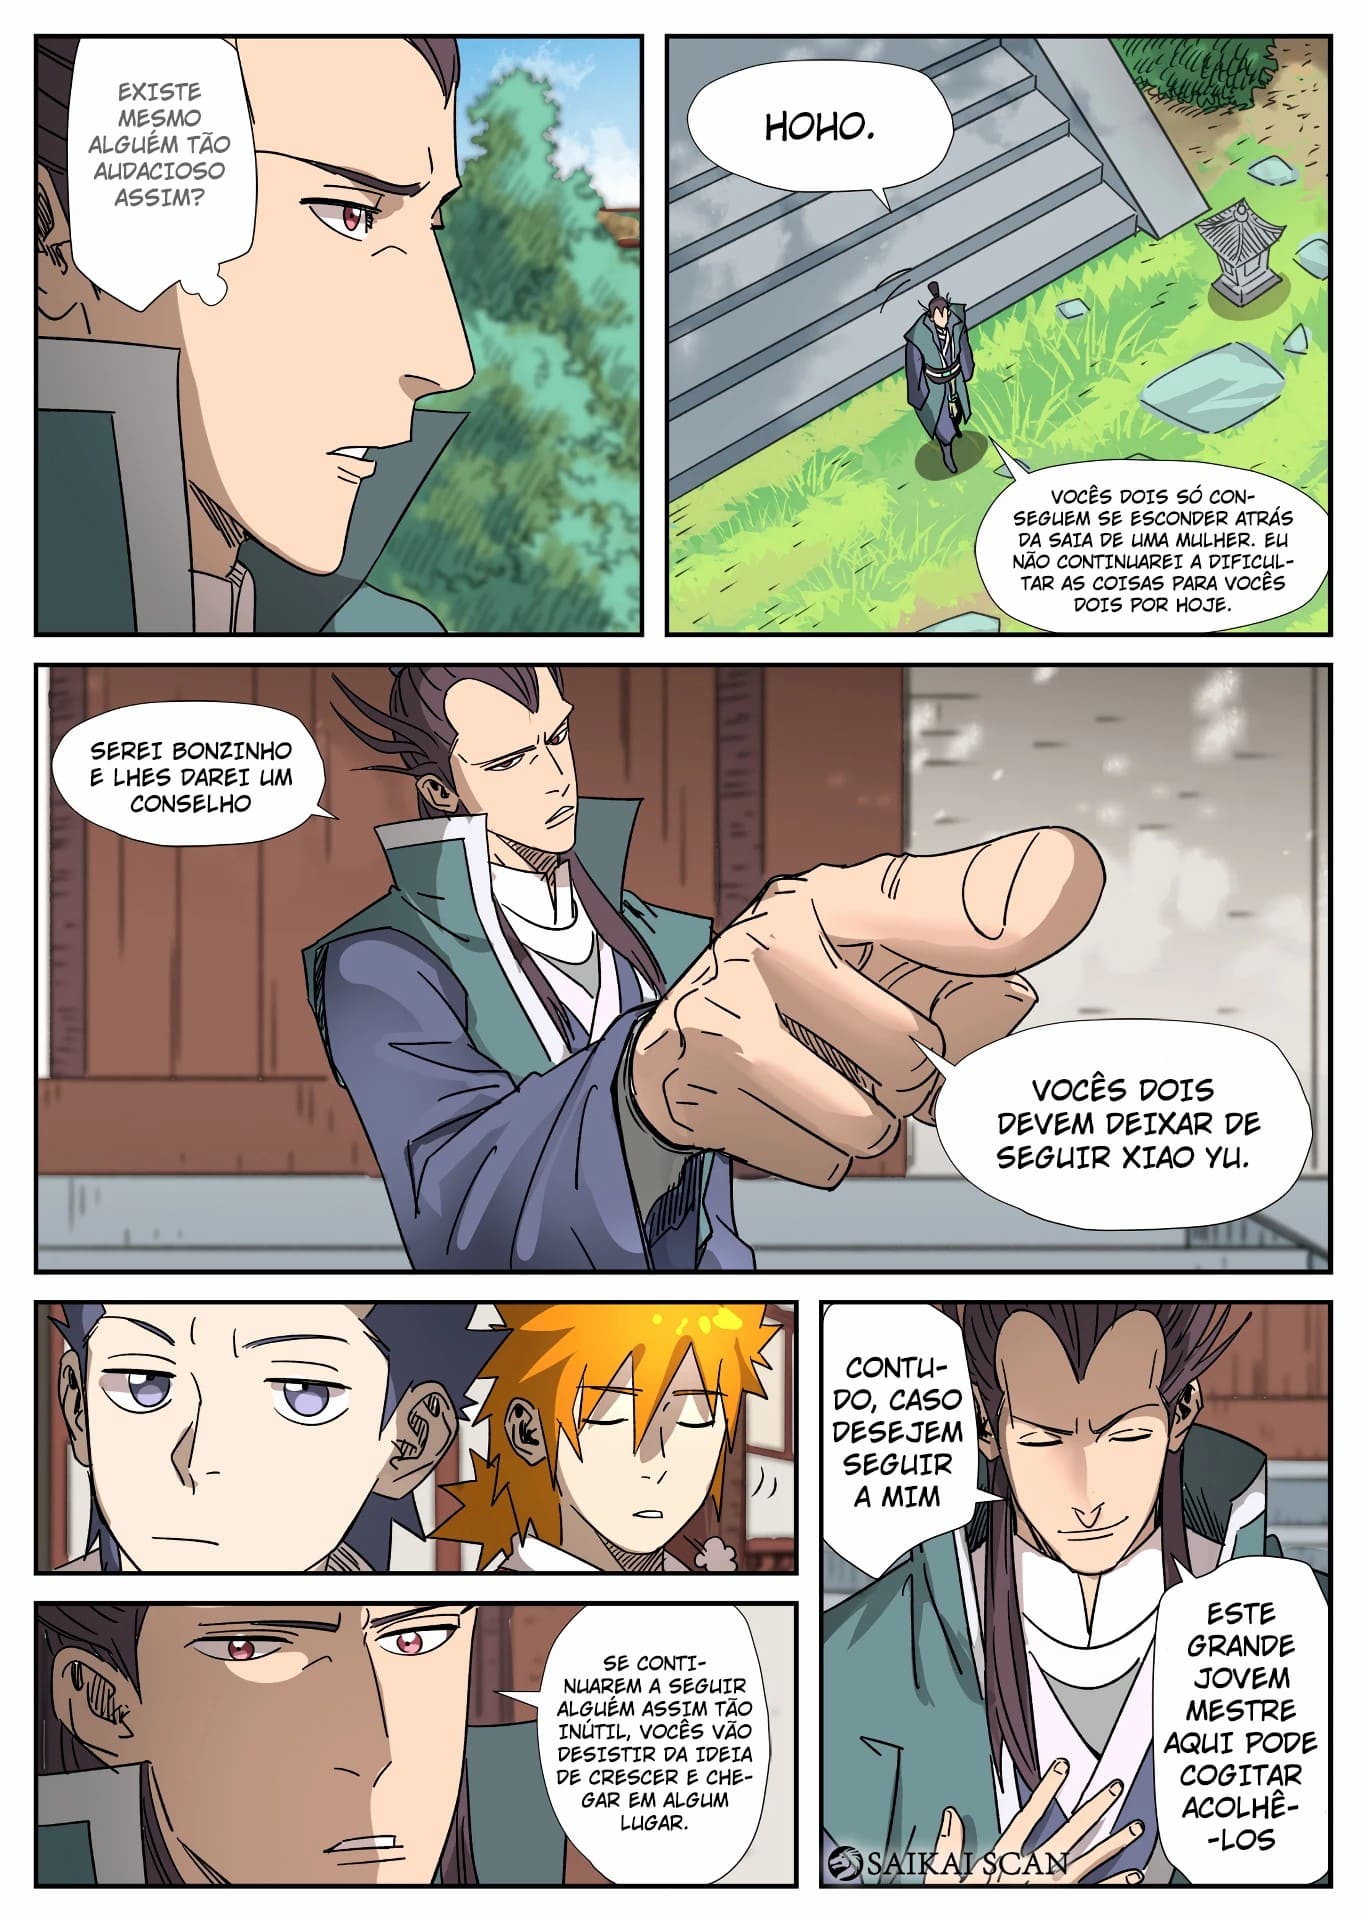 EXISTE
MESMO
ALGUÉM TÃO
AUDACIOSO
ASSIM?
HOHO.
VOCÊS DOIS SÓ CON-
SEGUEM SE ESCONDER ATRÁS
DA SAIA DE UMA MULHER. EU
NÃO CONTINUAREI A DIFICUL-
TAR AS COISAS PARA VOCÊS
DOIS POR HOJE.
SEREI BONZINHO
E LHES DAREI UM
CONSELHO
VOCÊS DOIS
DEVEM DEIXAR DE
SEGUIR XIAO YU.
SE CONTI-
NUAREM A SEGUIR
ALGUÉM ASSIM TÃO
INÚTIL, VOCÊS VÃO
DESISTIR DA IDEIA
DE CRESCER E CHE-
GAR EM ALGUM
LUGAR.
CONTU-
DO, CASO
DESEJEM
SEGUIR
A MIM
ESTE
GRANDE
JOVEM
MESTRE
AQUI PODE
COGITAR
ACOLHÊ-
-LOS
SAIKAI SCAN